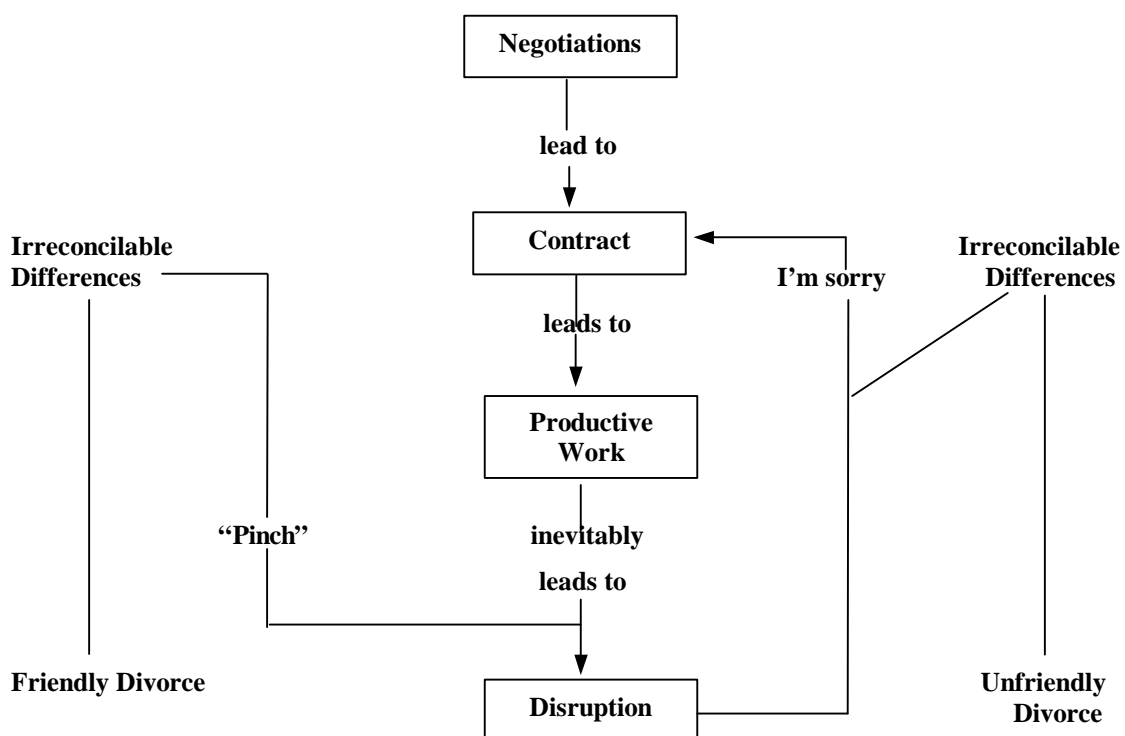 Negotiations
lead to
Contract
Irreconcilable
Differences
I’m sorry
Irreconcilable
Differences
leads to
Productive
Work
“Pinch”
inevitably
leads to
Friendly Divorce
Disruption
Unfriendly
Divorce